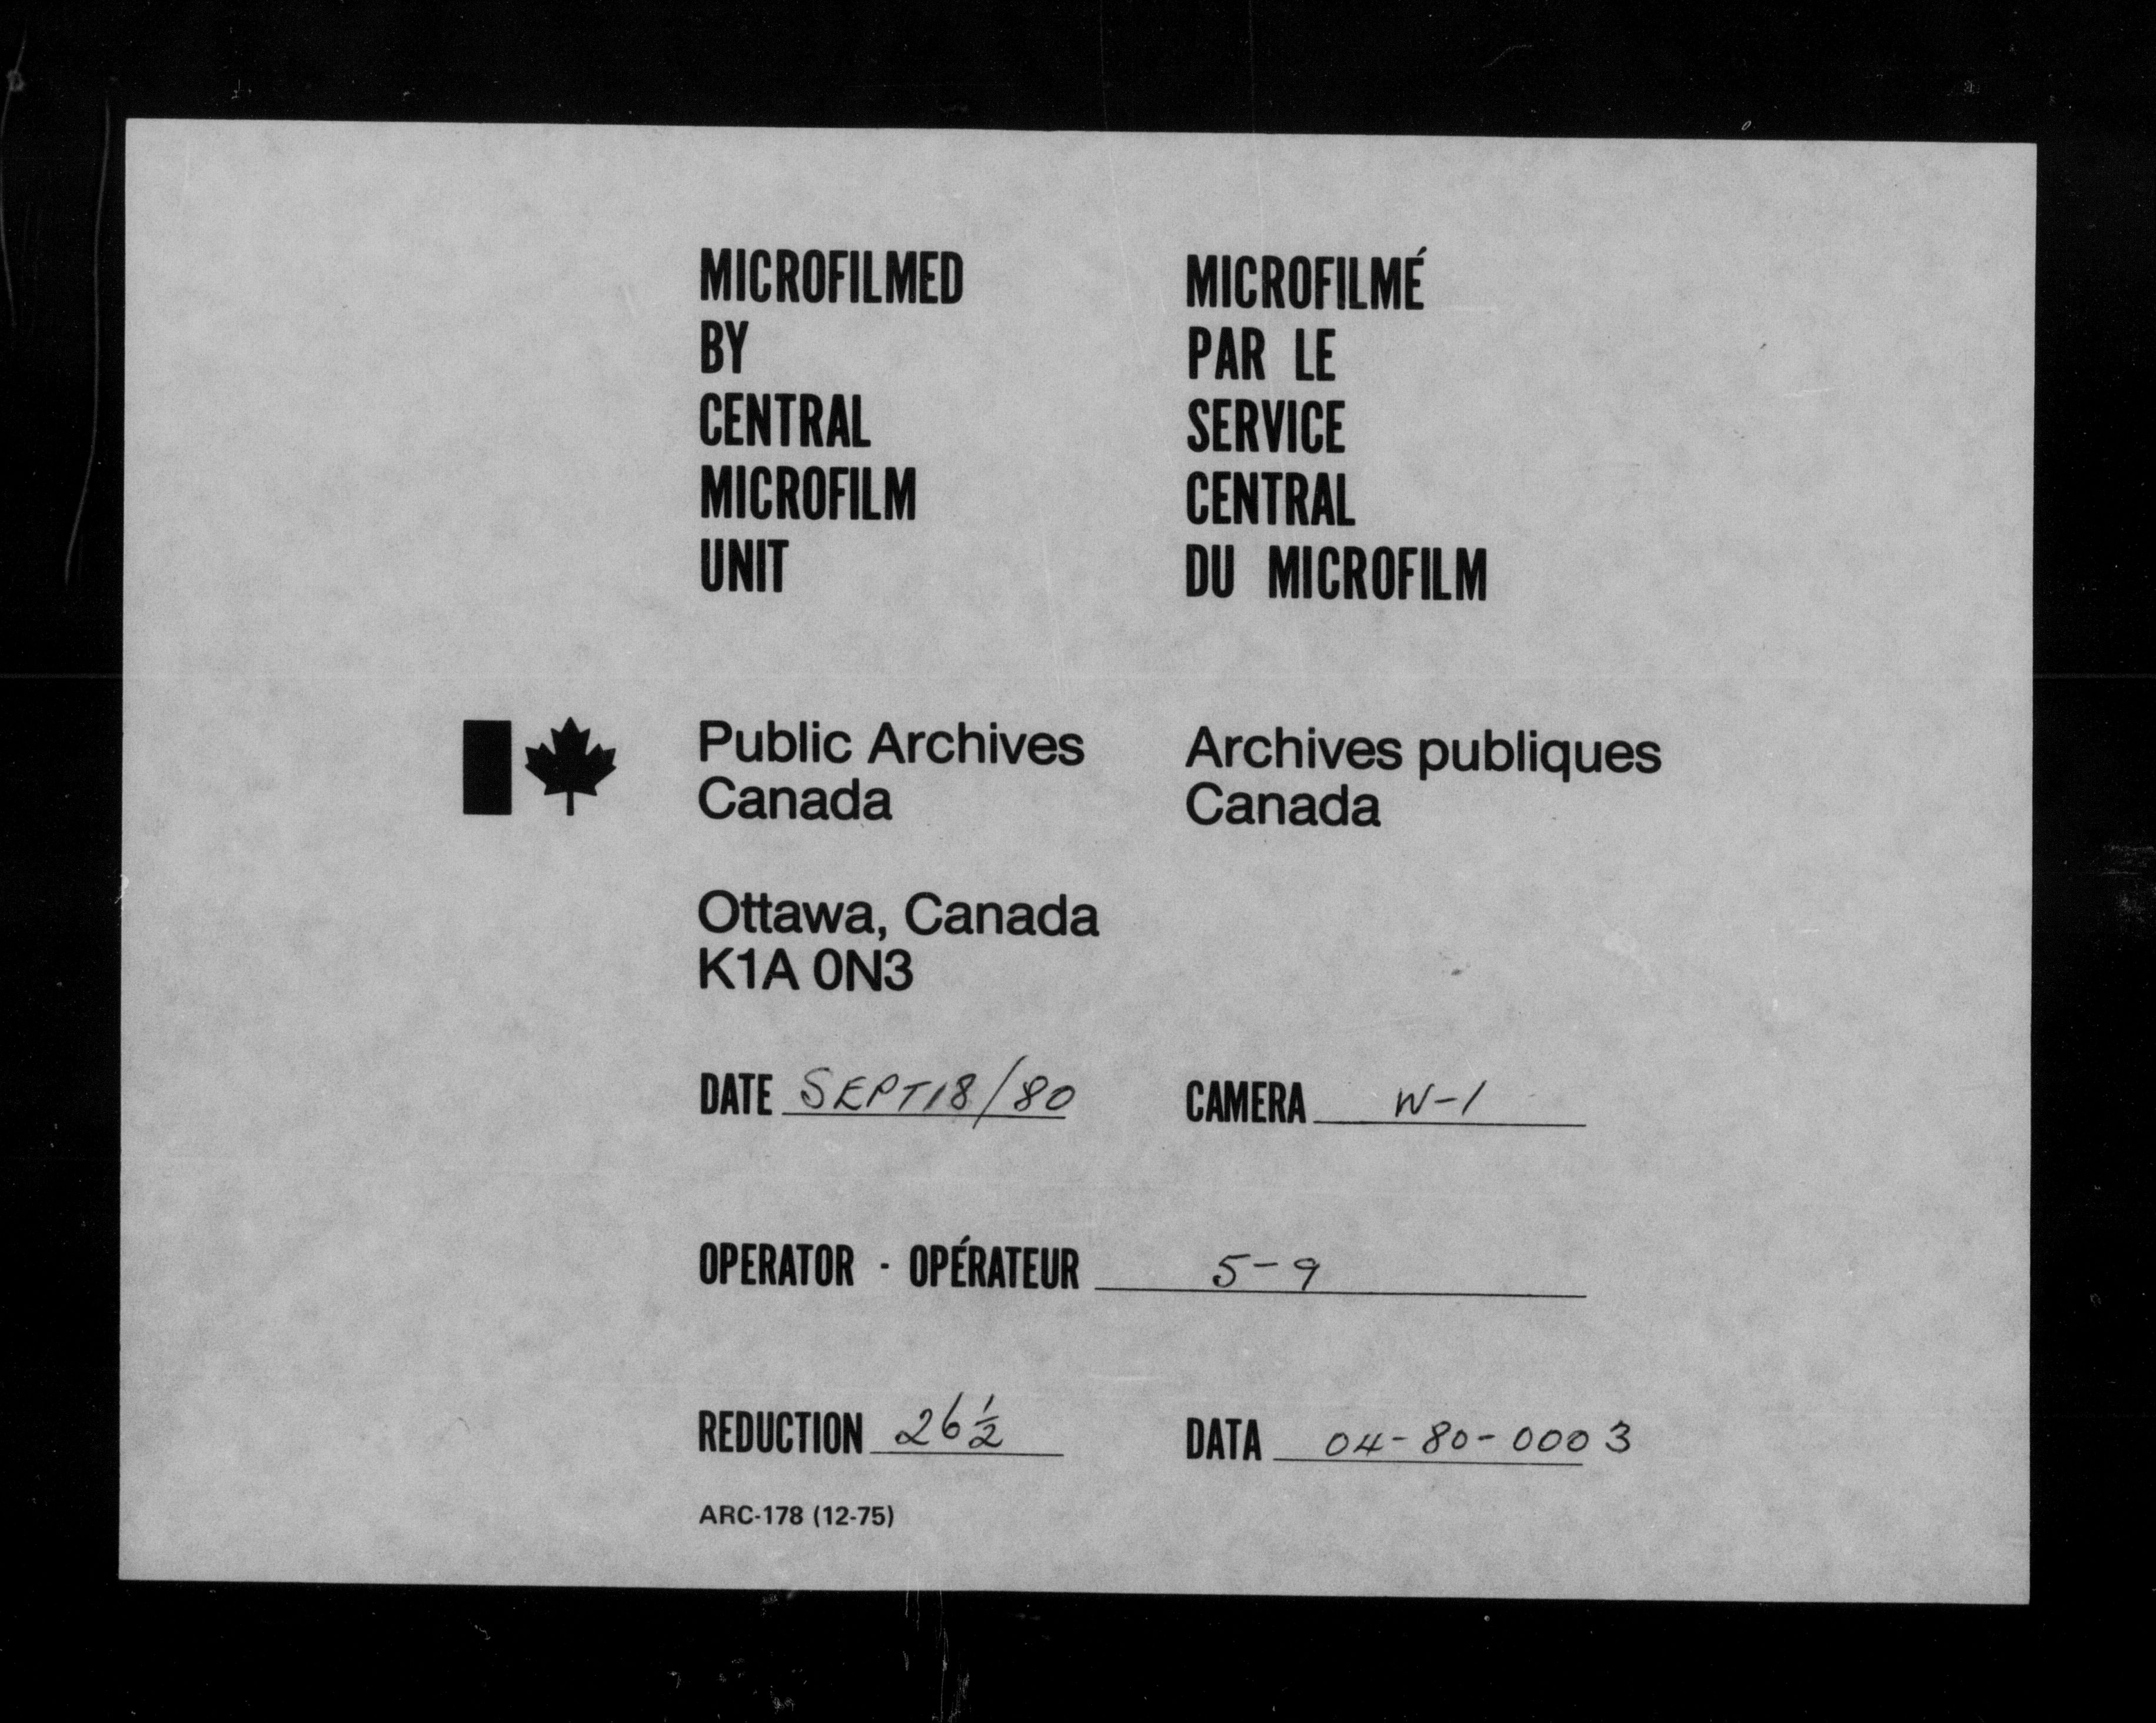 MICROFILMED
BY
CENTRAL
MICROFILM
UNIT
MICROFILMÉ
PAR LE
SERVICE
CENTRAL
DU MICROFILM
Public Archives
Canada
Archives publiques
Canada
Ottawa, Canada
K1A 0N3
DATE SEPT18/80
CAMERA W-1
OPERATOR - OPÉRATEUR 5-9
REDUCTION 26½
DATA 04-80-0003
ARC-178 (12-75)